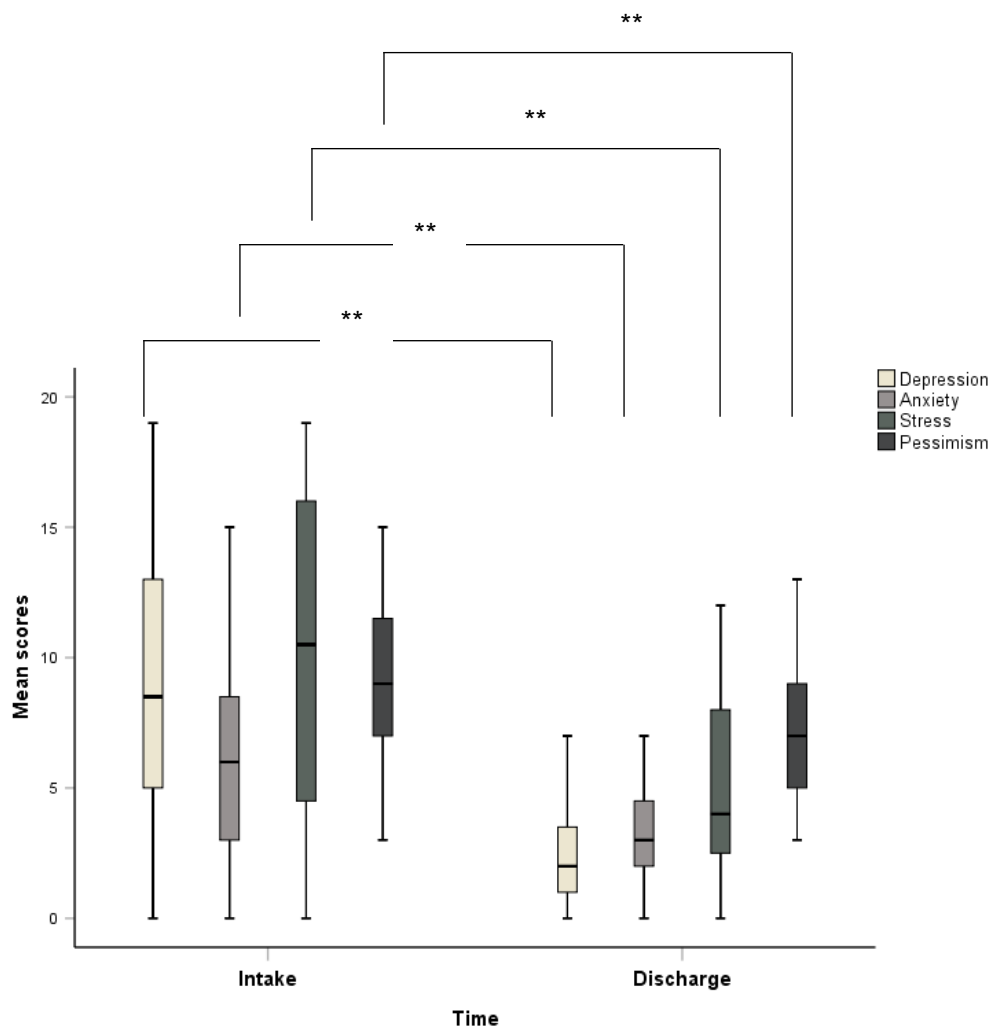 **
**
**
**
Depression
Anxiety
Stress
Pessimism
20
15
10
5
0
Mean scores
Intake
Discharge
Time